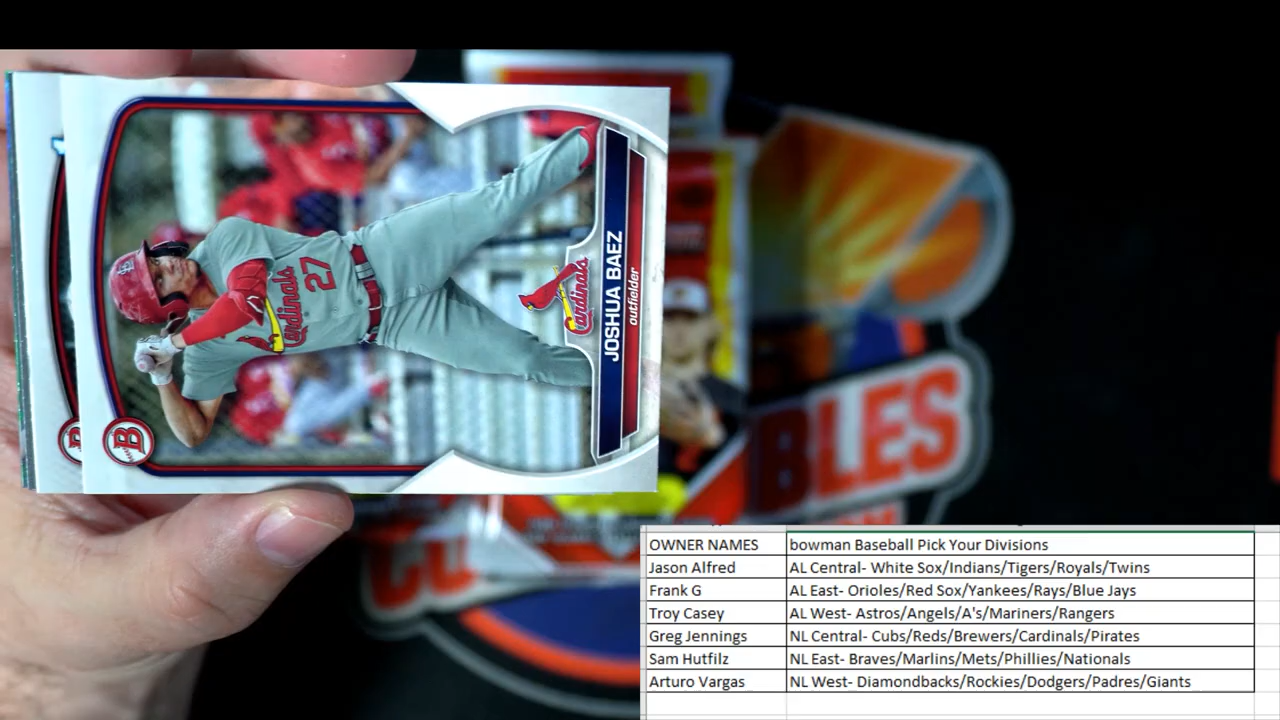 Cardinals
27
B
Cardinals
JOSHUA BAEZ
outfielder
B
BLES
OWNER NAMES bowman Baseball Pick Your Divisions
Jason Alfred AL Central- White Sox/Indians/Tigers/Royals/Twins
Frank G AL East- Orioles/Red Sox/Yankees/Rays/Blue Jays
Troy Casey AL West- Astros/Angels/A's/Mariners/Rangers
Greg Jennings NL Central- Cubs/Reds/Brewers/Cardinals/Pirates
Sam Hutfilz NL East- Braves/Marlins/Mets/Phillies/Nationals
Arturo Vargas NL West- Diamondbacks/Rockies/Dodgers/Padres/Giants